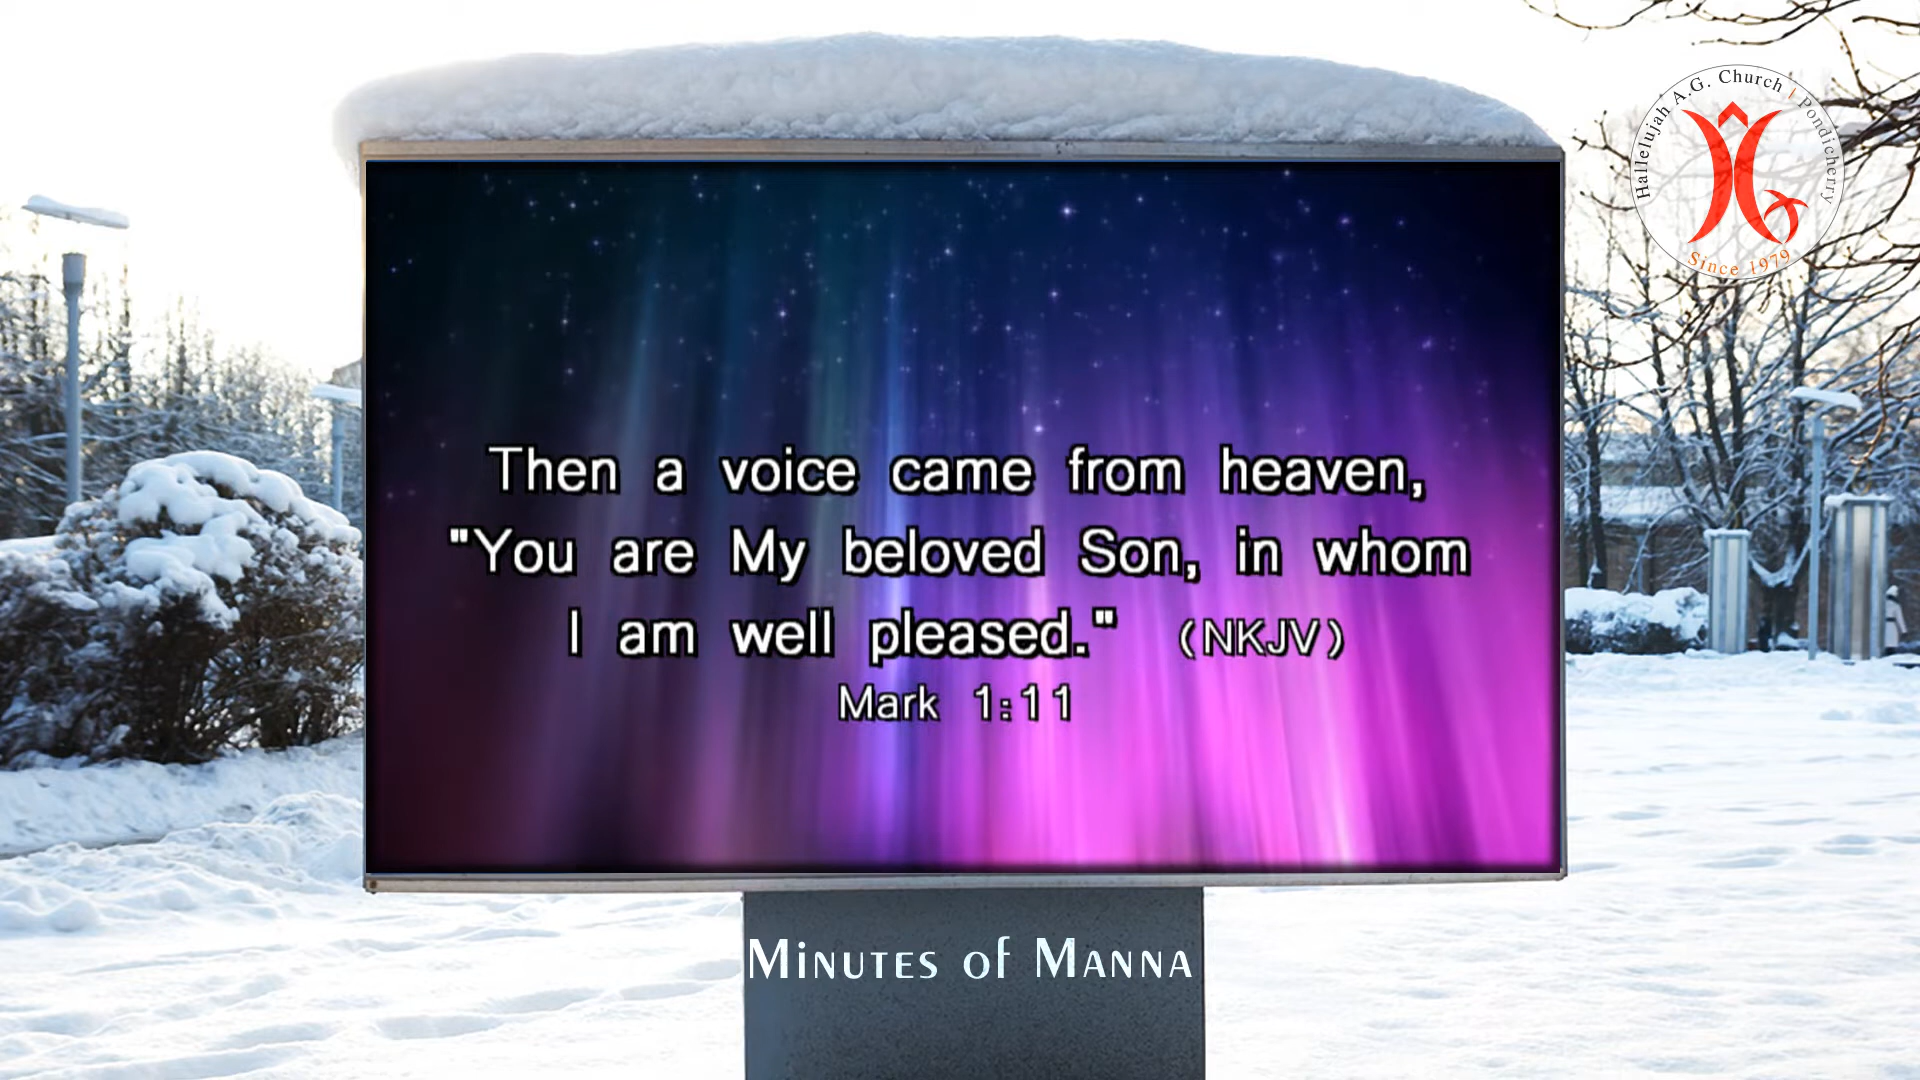 Hallelujah A.G. Church | Pondicherry
Since 1979
Then a voice came from heaven,
"You are My beloved Son, in whom
I am well pleased." (NKJV)
Mark 1:11
Minutes of Manna